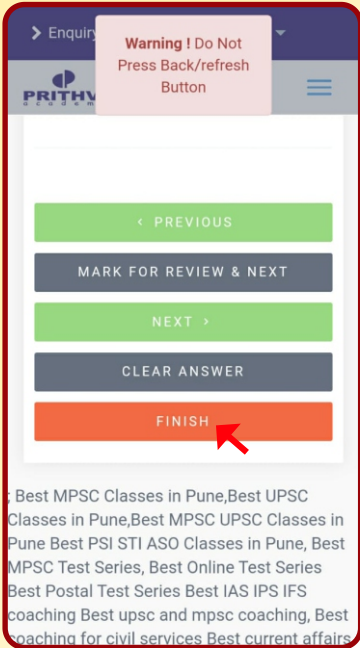 Enquiry
Warning ! Do Not
Press Back/refresh
Button
PRITHV
academ
PREVIOUS
MARK FOR REVIEW & NEXT
NEXT
CLEAR ANSWER
FINISH
; Best MPSC Classes in Pune,Best UPSC
Classes in Pune,Best MPSC UPSC Classes in
Pune Best PSI STI ASO Classes in Pune, Best
MPSC Test Series, Best Online Test Series
Best Postal Test Series Best IAS IPS IFS
coaching Best upsc and mpsc coaching, Best
coaching for civil services Best current affairs